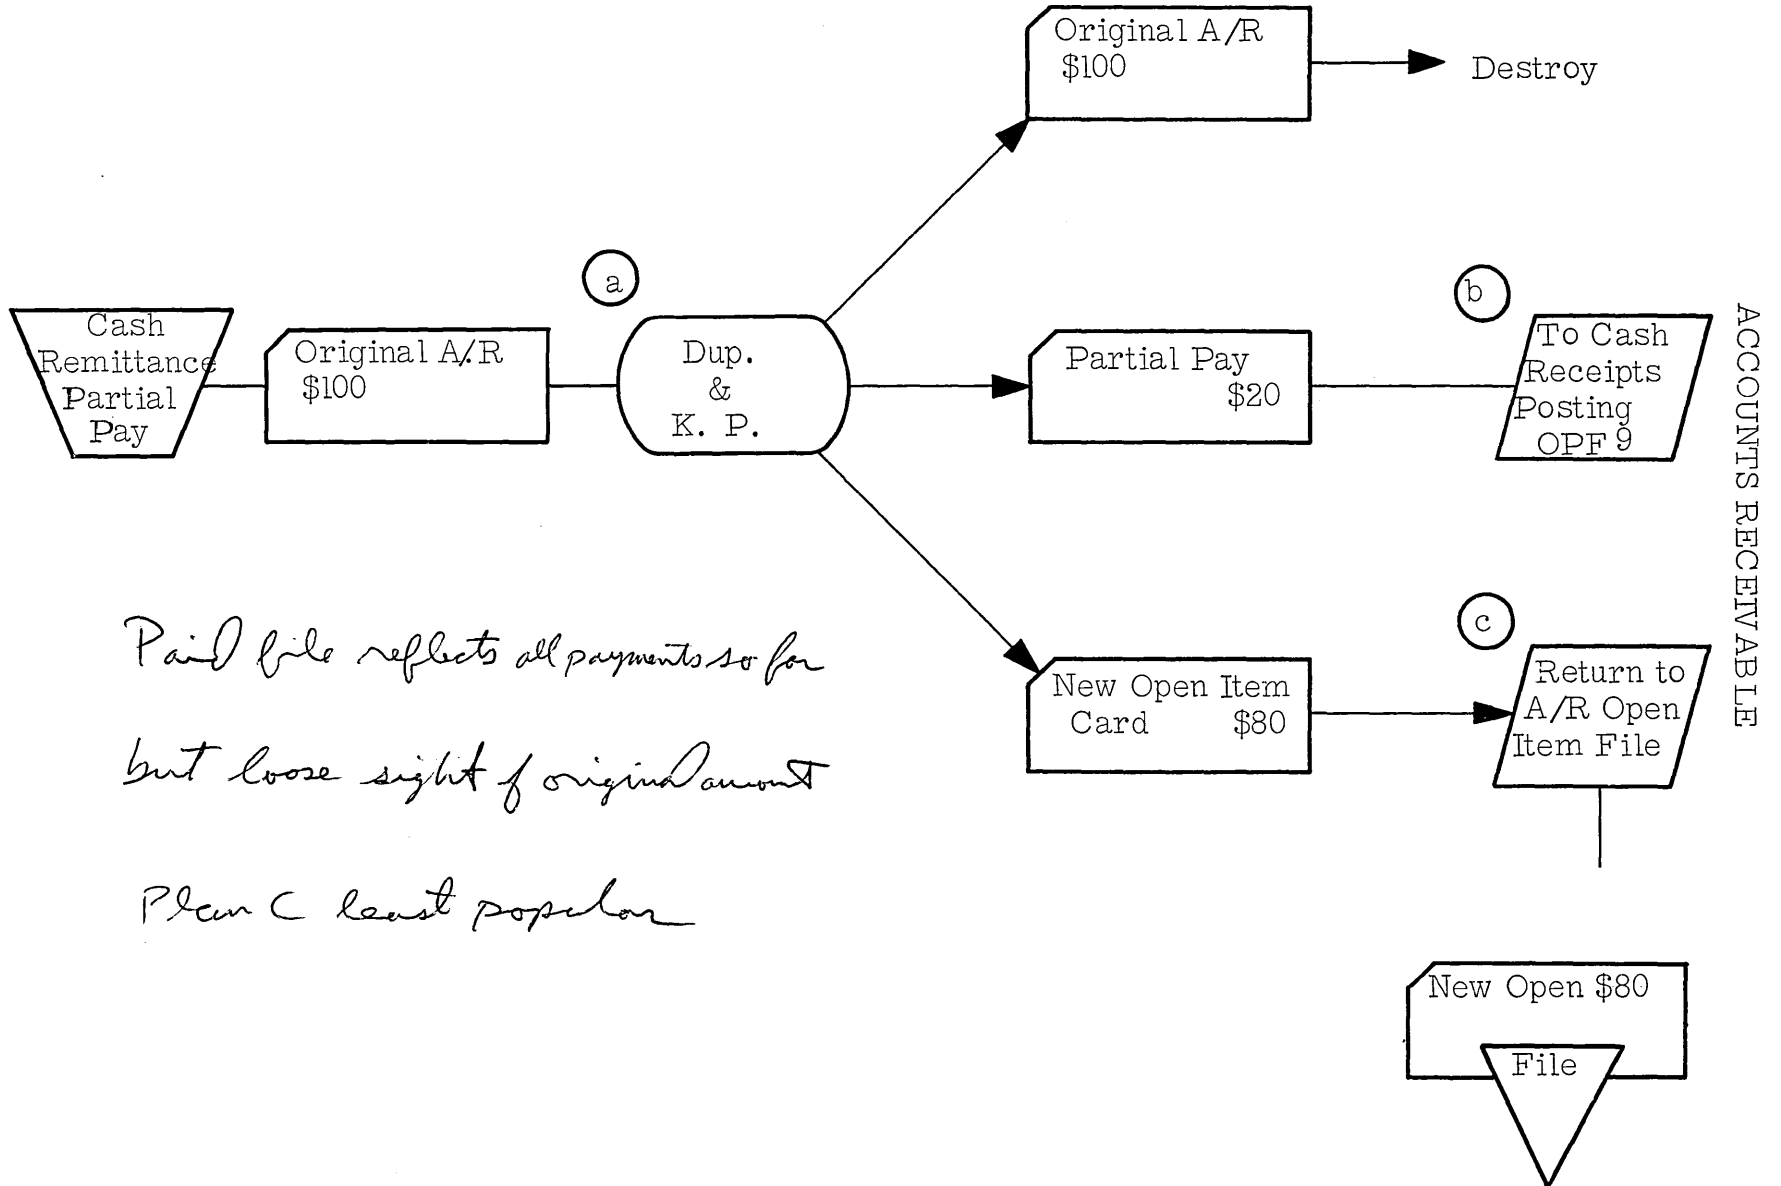 Original A/R
$100
Destroy
a
b
Cash
Remittance
Partial
Pay
Original A/R
$100
Dup.
&
K. P.
Partial Pay
$20
To Cash
Receipts
Posting
OPF 9
ACCOUNTS RECEIVABLE
c
New Open Item
Card $80
Return to
A/R Open
Item File
Paid file reflects all payments so far
but loose sight of original amount
Plan C least popular
New Open $80
File